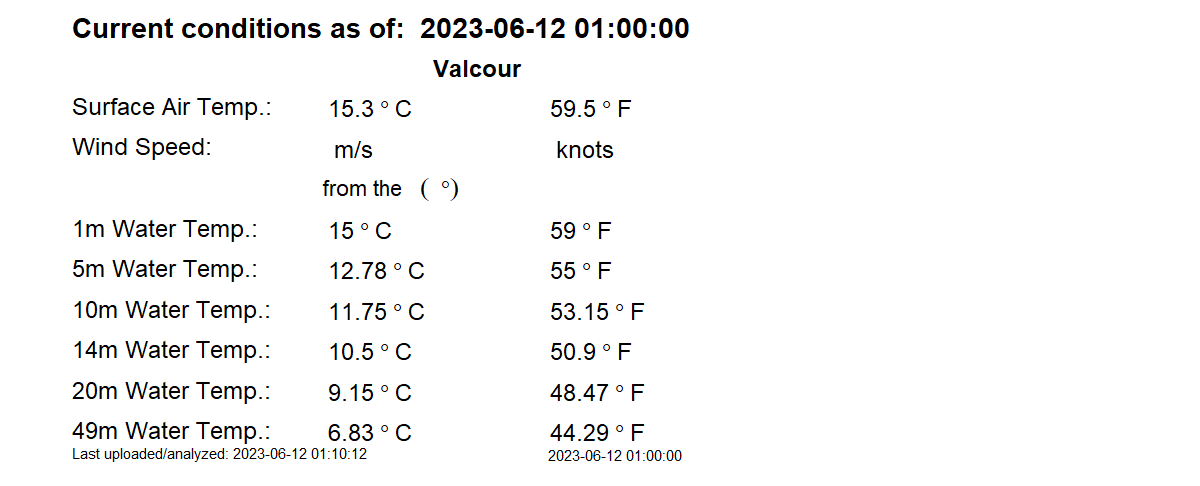 Current conditions as of: 2023-06-12 01:00:00
Valcour
Surface Air Temp.: 15.3 ° C 59.5 ° F
Wind Speed: m/s knots
from the ( °)
1m Water Temp.: 15 ° C 59 ° F
5m Water Temp.: 12.78 ° C 55 ° F
10m Water Temp.: 11.75 ° C 53.15 ° F
14m Water Temp.: 10.5 ° C 50.9 ° F
20m Water Temp.: 9.15 ° C 48.47 ° F
49m Water Temp.: 6.83 ° C 44.29 ° F
Last uploaded/analyzed: 2023-06-12 01:10:12 2023-06-12 01:00:00